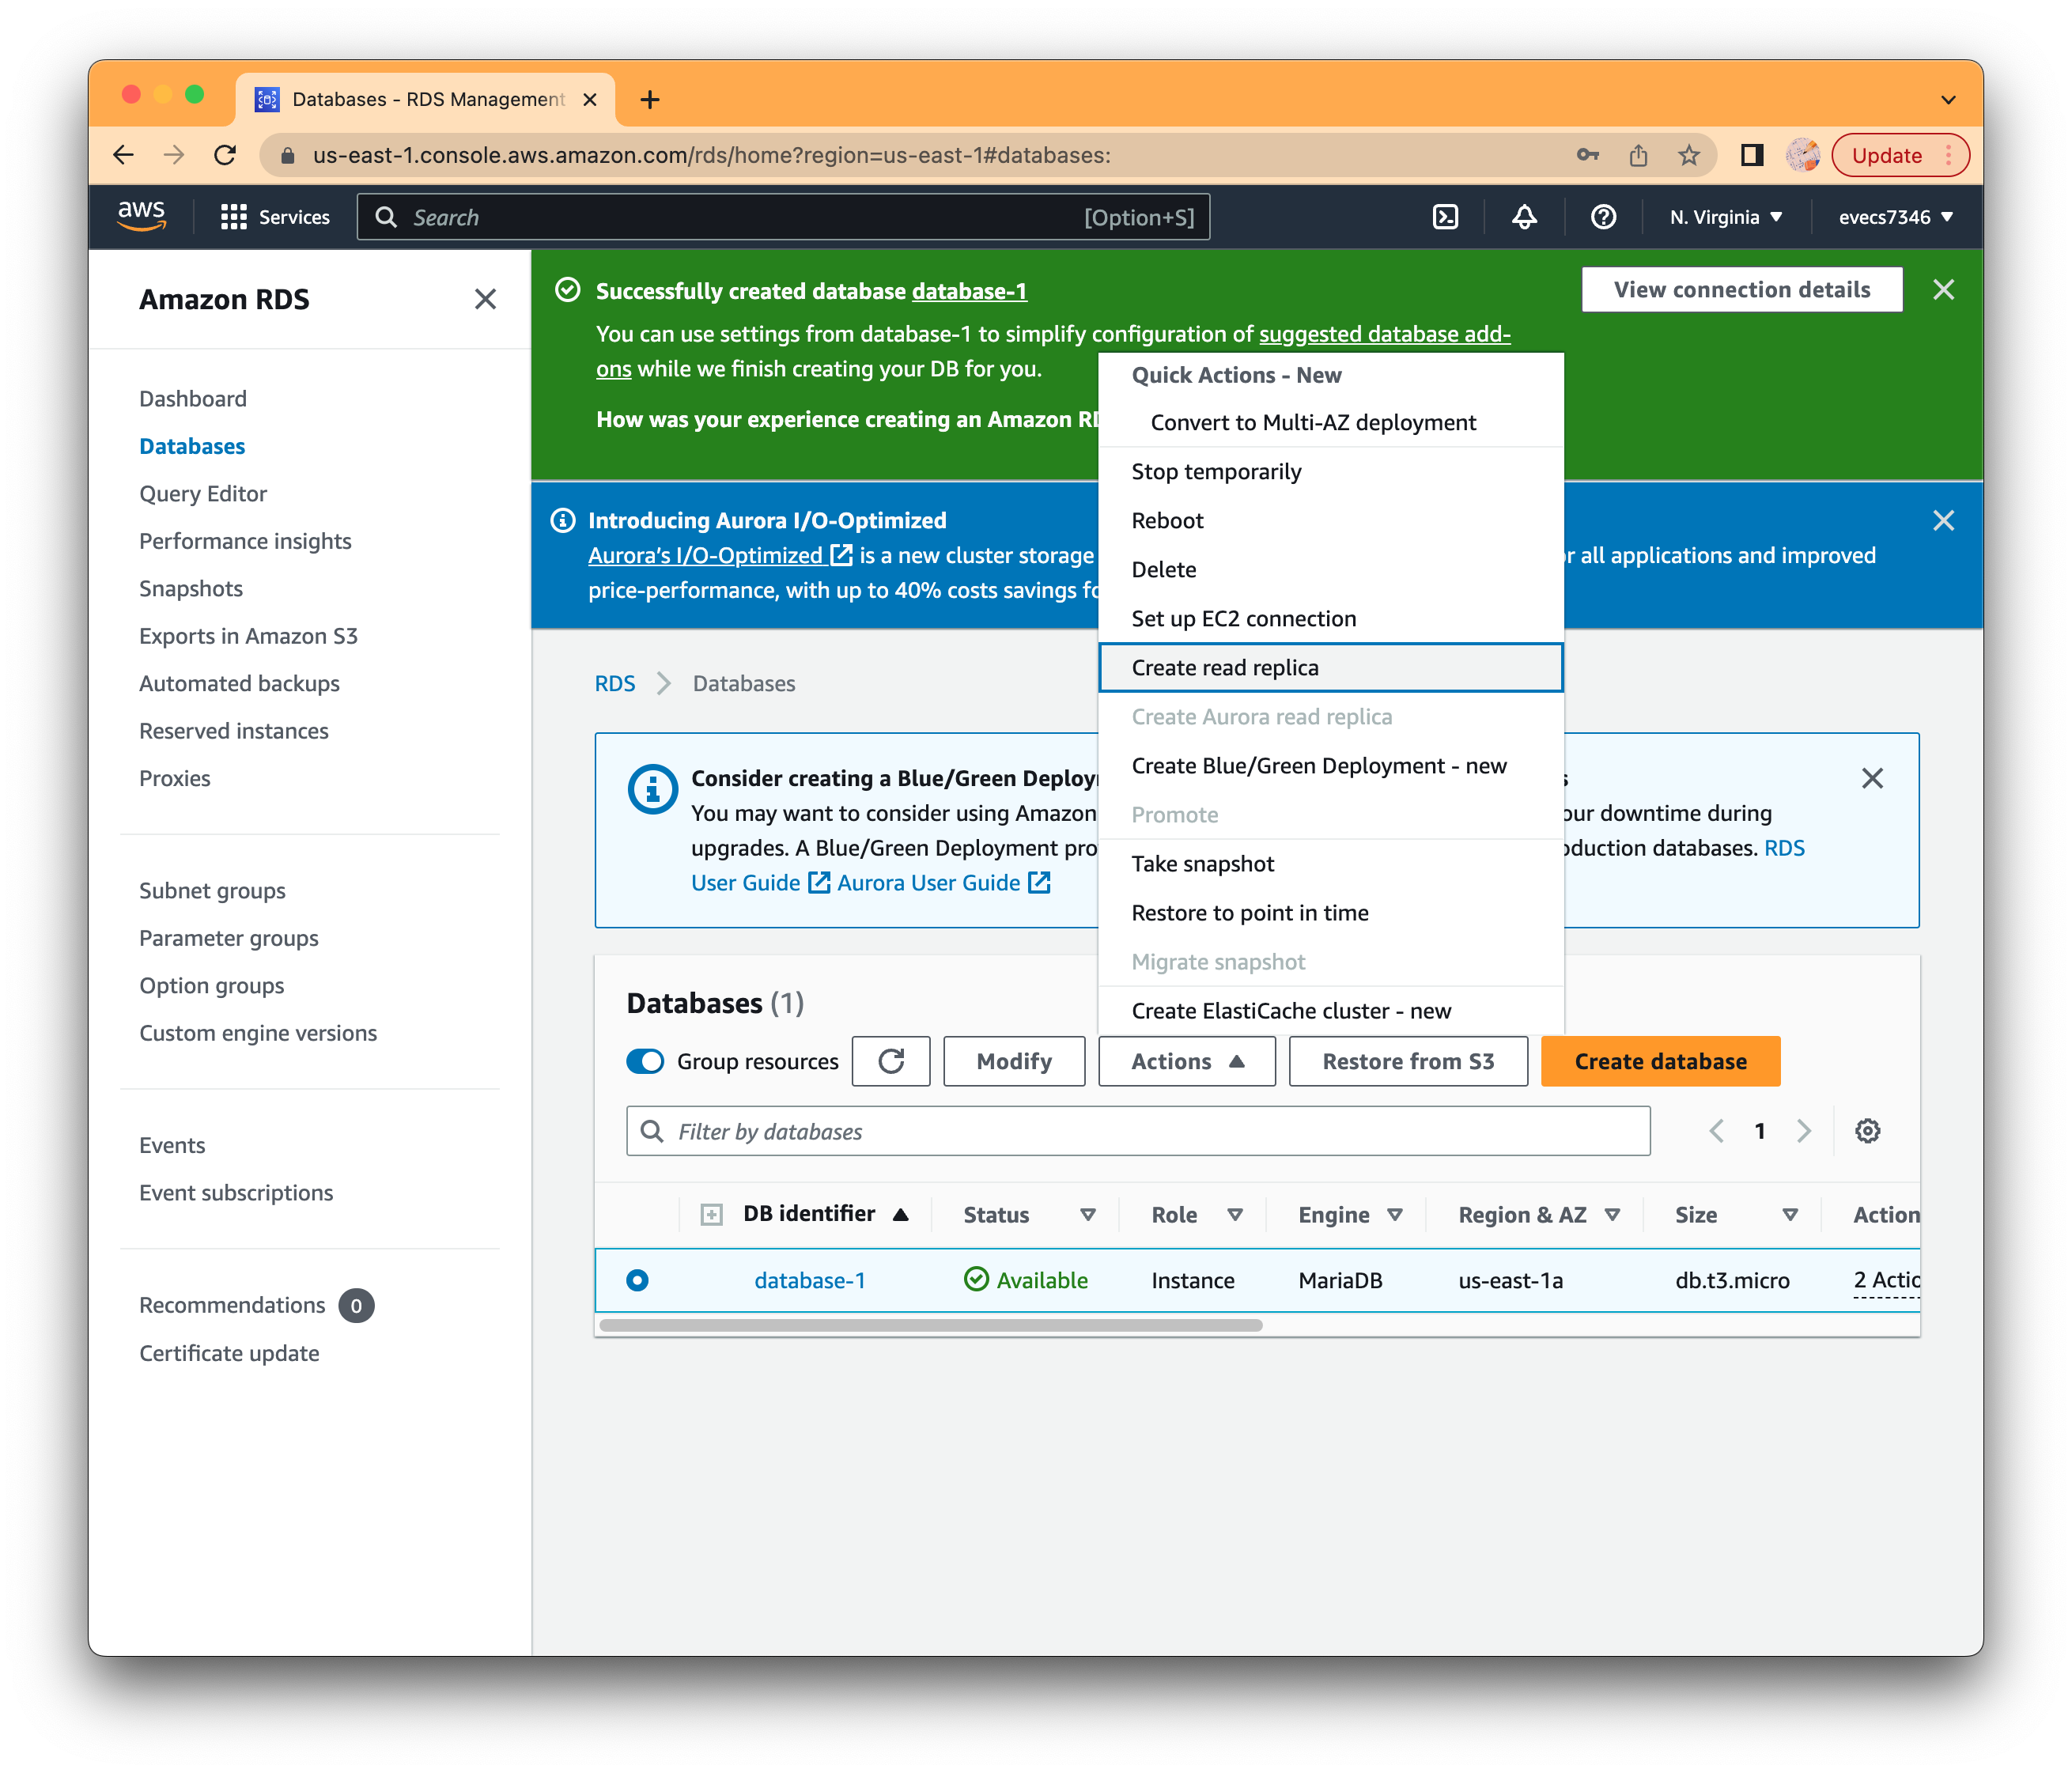 Databases - RDS Management
us-east-1.console.aws.amazon.com/rds/home?region=us-east-1#databases:
Update
aws
Services
Search
[Option+S]
N. Virginia
evecs7346
Amazon RDS
Dashboard
Databases
Query Editor
Performance insights
Snapshots
Exports in Amazon S3
Automated backups
Reserved instances
Proxies
Subnet groups
Parameter groups
Option groups
Custom engine versions
Events
Event subscriptions
Recommendations 0
Certificate update
Successfully created database database-1
View connection details
You can use settings from database-1 to simplify configuration of suggested database add-
ons while we finish creating your DB for you.
How was your experience creating an Amazon
Introducing Aurora I/O-Optimized
Aurora's I/O-Optimized is a new cluster storage
all applications and improved
price-performance, with up to 40% costs savings
Quick Actions - New
Convert to Multi-AZ deployment
Stop temporarily
Reboot
Delete
Set up EC2 connection
Create read replica
Create Aurora read replica
Create Blue/Green Deployment - new
Promote
Take snapshot
Restore to point in time
Migrate snapshot
Create ElastiCache cluster - new
RDS
Databases
Consider creating a Blue/Green
You may want to consider using Amazon
downtime during
upgrades. A Blue/Green Deployment
databases. RDS
User Guide Aurora User Guide
Databases (1)
Group resources
Modify
Actions
Restore from S3
Create database
Filter by databases
1
DB identifier
Status
Role
Engine
Region & AZ
Size
Action
database-1
Available
Instance
MariaDB
us-east-1a
db.t3.micro
2